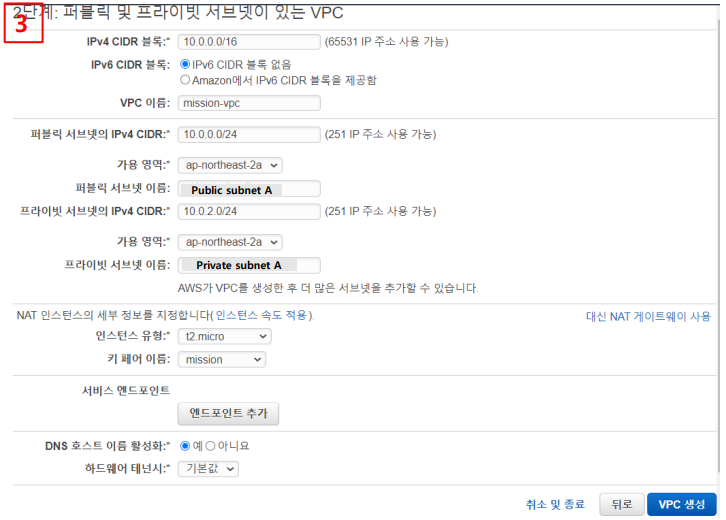 3
2단계: 퍼블릭 및 프라이빗 서브넷이 있는 VPC
IPv4 CIDR 블록:* 10.0.0.0/16 (65531 IP 주소 사용 가능)
IPv6 CIDR 블록: IPv6 CIDR 블록 없음
Amazon에서 IPv6 CIDR 블록을 제공함
VPC 이름: mission-vpc
퍼블릭 서브넷의 IPv4 CIDR:* 10.0.0.0/24 (251 IP 주소 사용 가능)
가용 영역:* ap-northeast-2a
퍼블릭 서브넷 이름: Public subnet A
프라이빗 서브넷의 IPv4 CIDR:* 10.0.2.0/24 (251 IP 주소 사용 가능)
가용 영역:* ap-northeast-2a
프라이빗 서브넷 이름: Private subnet A
AWS가 VPC를 생성한 후 더 많은 서브넷을 추가할 수 있습니다.
NAT 인스턴스의 세부 정보를 지정합니다( 인스턴스 속도 적용 ). 대신 NAT 게이트웨이 사용
인스턴스 유형:* t2.micro
키 페어 이름: mission
서비스 엔드포인트
엔드포인트 추가
DNS 호스트 이름 활성화:* 예 아니요
하드웨어 테넌시:* 기본값
취소 및 종료 뒤로 VPC 생성